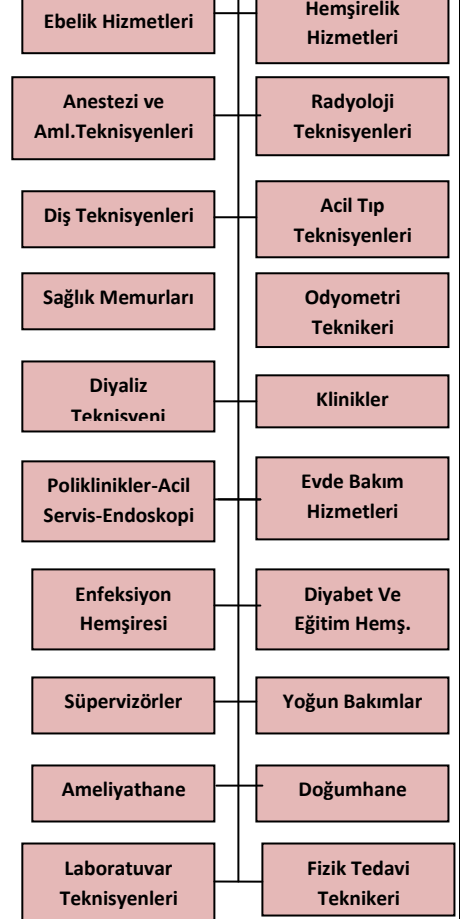 Ebelik Hizmetleri
Hemşirelik
Hizmetleri
Anestezi ve
Aml.Teknisyenleri
Radyoloji
Teknisyenleri
Diş Teknisyenleri
Acil Tıp
Teknisyenleri
Sağlık Memurları
Odyometri
Teknikeri
Diyaliz
Teknisyeni
Klinikler
Poliklinikler-Acil
Servis-Endoskopi
Evde Bakım
Hizmetleri
Enfeksiyon
Hemşiresi
Diyabet Ve
Eğitim Hemş.
Süpervizörler
Yoğun Bakımlar
Ameliyathane
Doğumhane
Laboratuvar
Teknisyenleri
Fizik Tedavi
Teknikeri